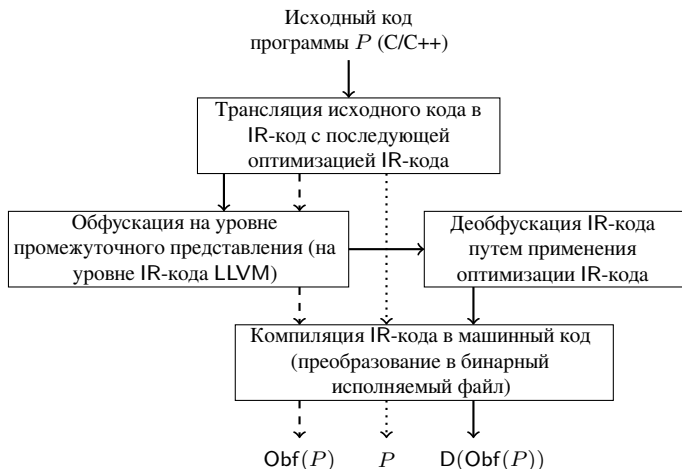 Исходный код
программы P (C/C++)
Трансляция исходного кода в
IR-код с последующей
оптимизацией IR-кода
Обфускация на уровне
промежуточного представления (на
уровне IR-кода LLVM)
Деобфускация IR-кода
путем применения
оптимизации IR-кода
Компиляция IR-кода в машинный код
(преобразование в бинарный
исполняемый файл)
Obf(P) P D(Obf(P))